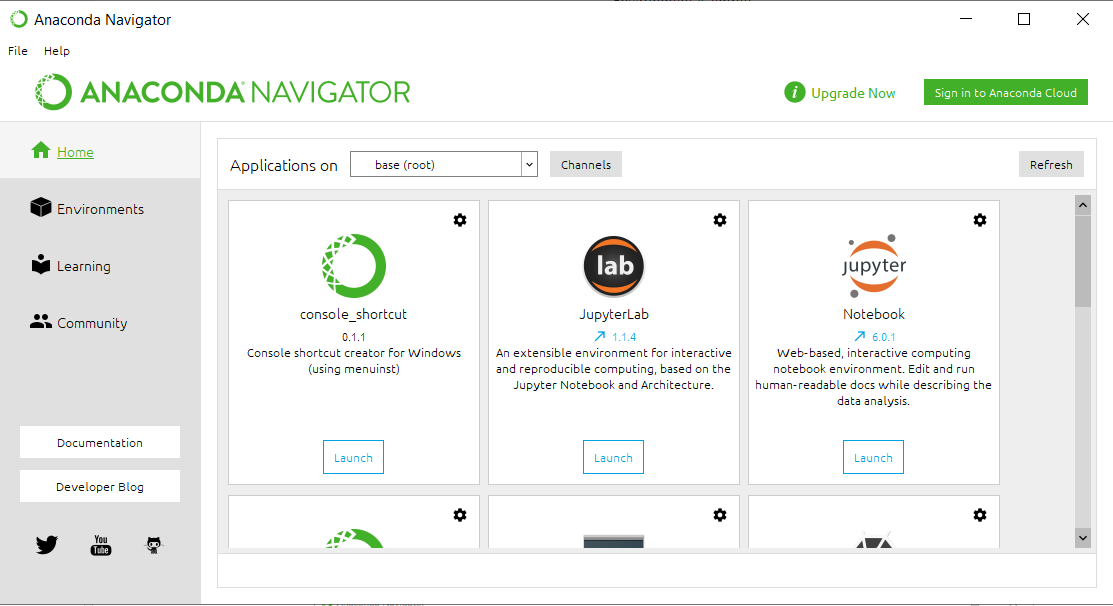 Anaconda Navigator
File Help
ANACONDA NAVIGATOR
i Upgrade Now
Sign in to Anaconda Cloud
Home
Environments
Learning
Community
Documentation
Developer Blog
You
Tube
Applications on
base (root)
Channels
Refresh
console_shortcut
0.1.1
Console shortcut creator for Windows
(using menuinst)
Launch
lab
JupyterLab
1.1.4
An extensible environment for interactive
and reproducible computing, based on the
Jupyter Notebook and Architecture.
Launch
jupyter
Notebook
6.0.1
Web-based, interactive computing
notebook environment. Edit and run
human-readable docs while describing the
data analysis.
Launch